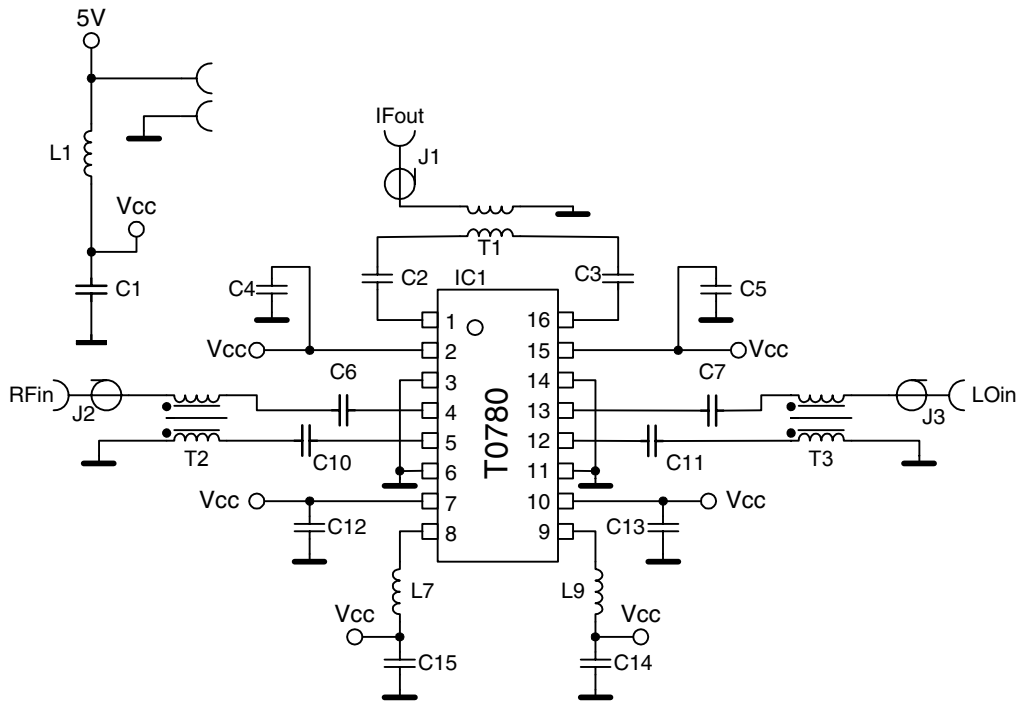 5V
IFout
L1
J1
Vcc
T1
C1
C2
IC1
C3
C4
C5
1
16
Vcc
2
15
Vcc
C6
3
14
C7
RFin
J2
4
13
J3
LOin
T0780
T2
C10
5
12
C11
T3
6
11
Vcc
7
10
Vcc
C12
8
9
C13
L7
L9
Vcc
Vcc
C15
C14